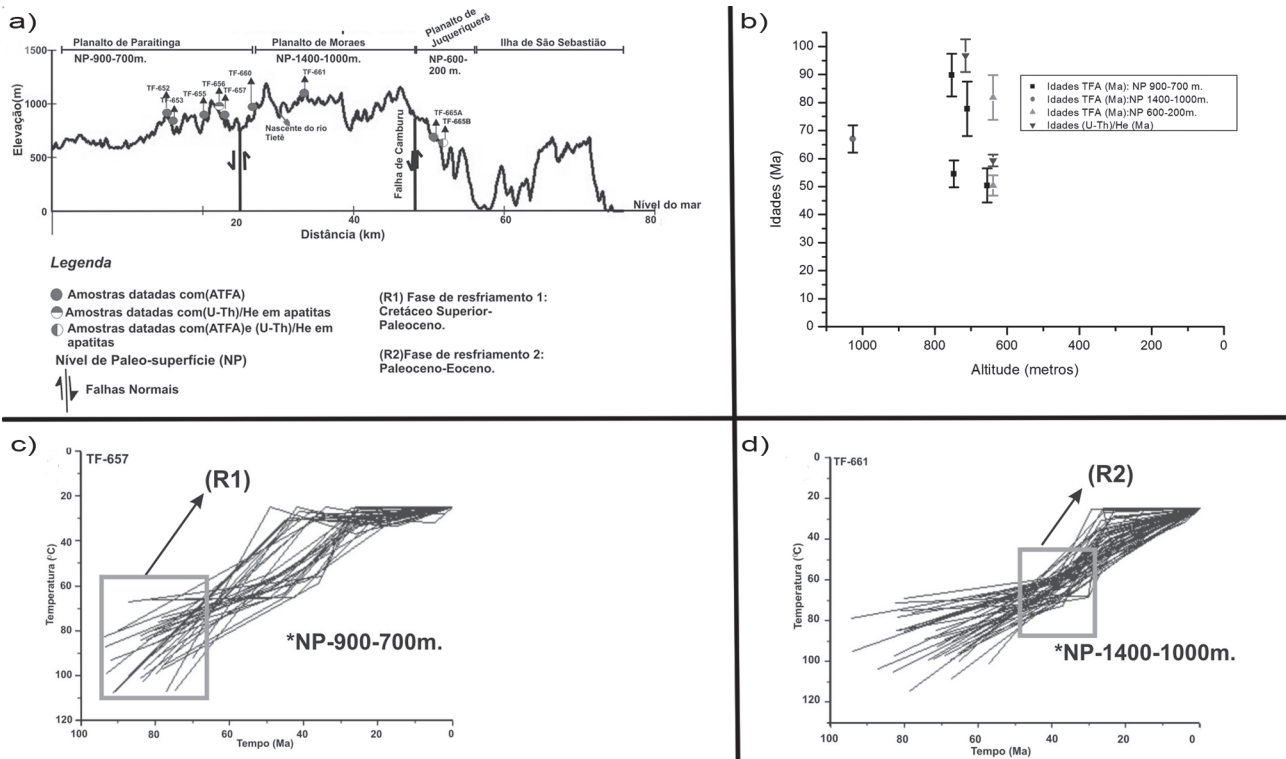 a)
Planalto de Paraitinga
Planalto de Moraes
Planalto de
Juqueriquerê
Ilha de São Sebastião
NP-900-700m.
NP-1400-1000m.
NP-600-
200 m.
Elevação(m)
1500
1000
500
0
TF-652
TF-653
TF-655
TF-656
TF-657
TF-660
TF-661
TF-665A
TF-665B
Nascente do rio
Tietê
Falha de Camburu
Nível do mar
20
40
60
80
Distância (km)
Legenda
Amostras datadas com(ATFA)
Amostras datadas com(U-Th)/He em apatitas
Amostras datadas com(ATFA)e (U-Th)/He em
apatitas
Nível de Paleo-superfície (NP)
Falhas Normais
(R1) Fase de resfriamento 1:
Cretáceo Superior-
Paleoceno.
(R2)Fase de resfriamento 2:
Paleoceno-Eoceno.
b)
Idades (Ma)
100
90
80
70
60
50
40
30
20
10
0
1000
800
600
400
200
0
Altitude (metros)
Idades TFA (Ma): NP 900-700 m.
Idades TFA (Ma):NP 1400-1000m.
Idades TFA (Ma):NP 600-200m.
Idades (U-Th)/He (Ma)
c)
TF-657
(R1)
Temperatura (°C)
0
20
40
60
80
100
120
*NP-900-700m.
100
80
60
40
20
0
Tempo (Ma)
d)
TF-661
(R2)
Temperatura (°C)
0
20
40
60
80
100
120
*NP-1400-1000m.
100
80
60
40
20
0
Tempo (Ma)